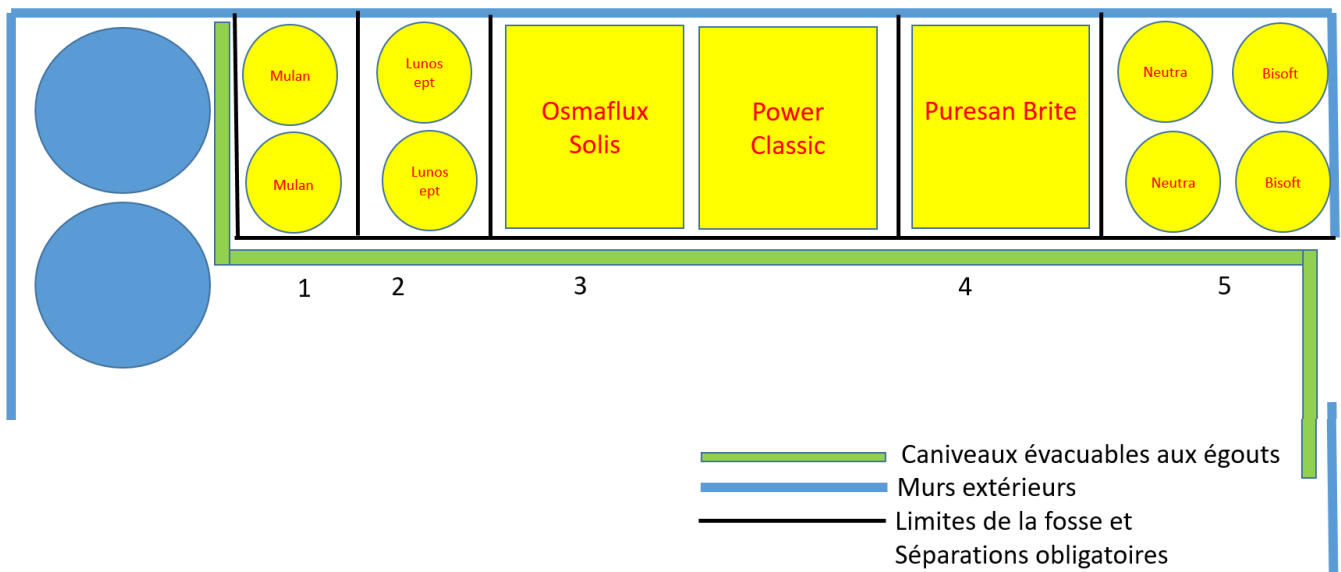 Mulan
Lunos
ept
Osmaflux
Solis
Power
Classic
Puresan Brite
Neutra
Bisoft
Mulan
Lunos
ept
Neutra
Bisoft
1
2
3
4
5
Caniveaux évacuables aux égouts
Murs extérieurs
Limites de la fosse et
Séparations obligatoires